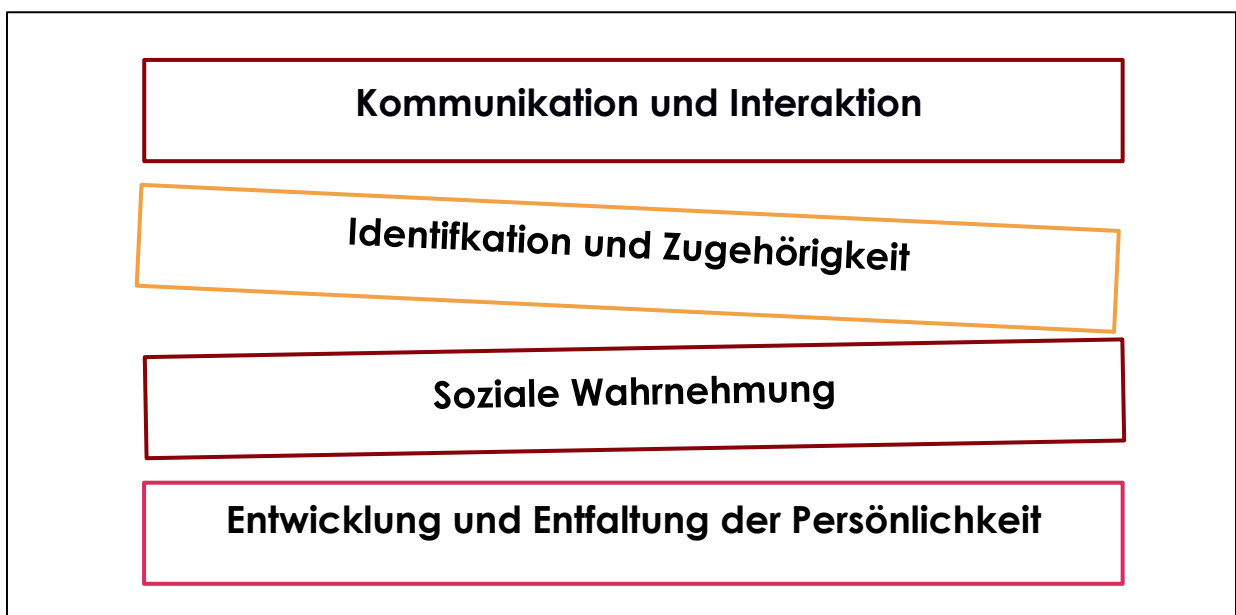 Kommunikation und Interaktion
Identifkation und Zugehörigkeit
Soziale Wahrnehmung
Entwicklung und Entfaltung der Persönlichkeit